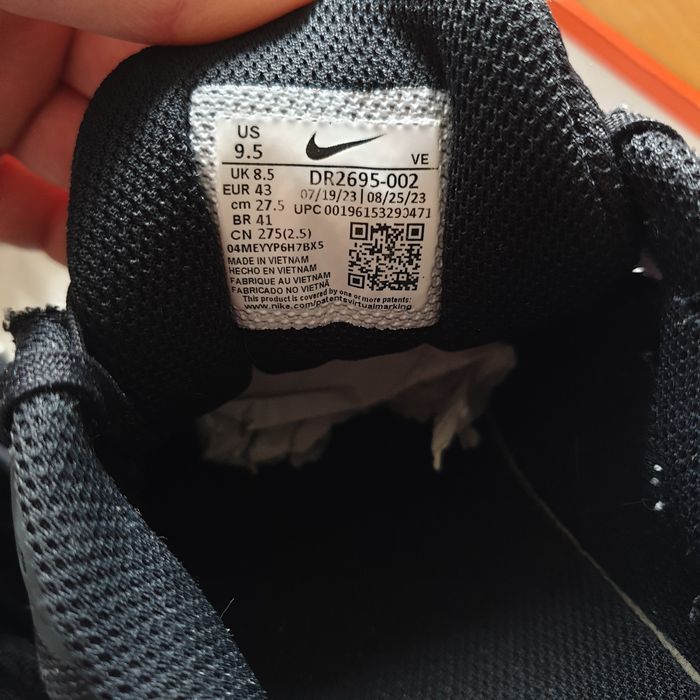 US
9.5
VE
UK 8.5
DR2695-002
EUR 43
07/19/23 | 08/25/23
cm 27.5
UPC 00196153290471
BR 41
CN 275(2.5)
04MEYYP6H7BX5
MADE IN VIETNAM
HECHO EN VIETNAM
FABRIQUE AU VIETNAM
FABRICADO NO VIETNÃ
This product is covered by one or more patents:
www.nike.com/patentsvirtualmarking